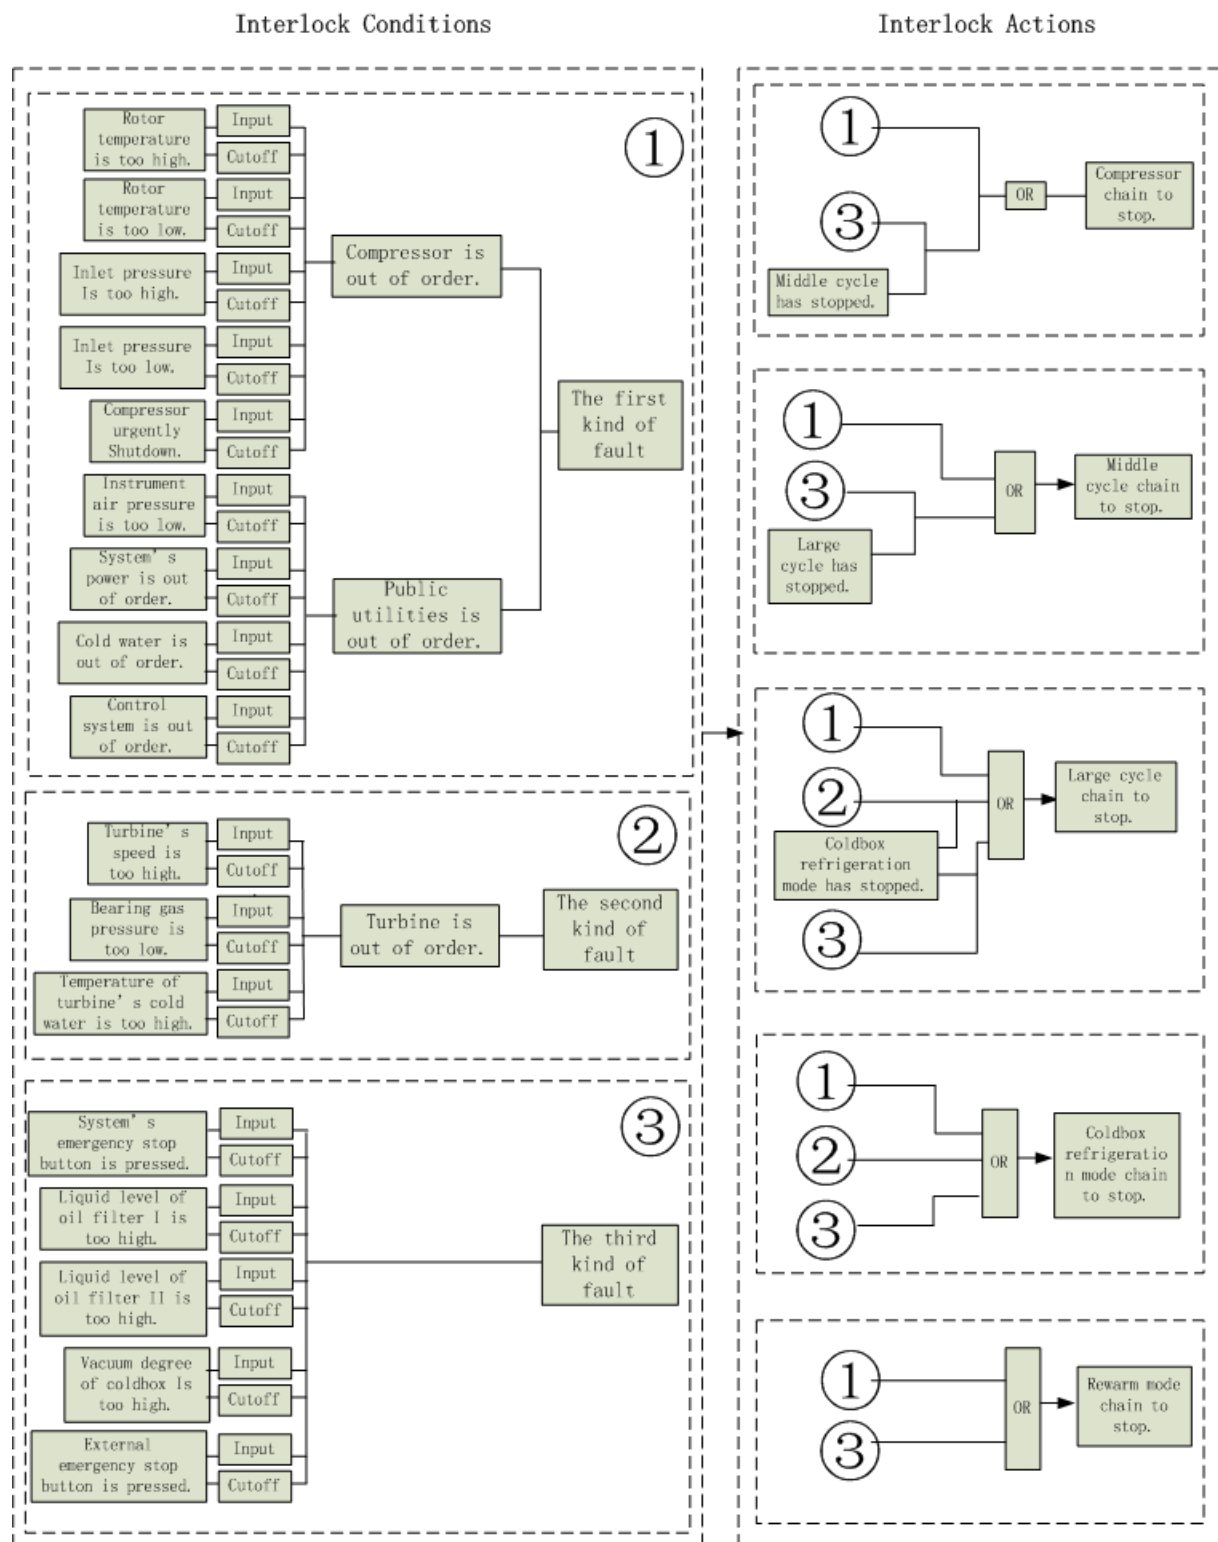 Interlock Conditions
Interlock Actions
①
Rotor
temperature
is too high.
Input
Cutoff
Rotor
temperature
is too low.
Input
Cutoff
Inlet pressure
Is too high.
Input
Cutoff
Inlet pressure
Is too low.
Input
Cutoff
Compressor
urgently
Shutdown.
Input
Cutoff
Compressor is
out of order.
Instrument
air pressure
is too low.
Input
Cutoff
System's
power is out
of order.
Input
Cutoff
Cold water is
out of order.
Input
Cutoff
Control
system is out
of order.
Input
Cutoff
Public
utilities is
out of order.
The first
kind of
fault
②
Turbine's
speed is
too high.
Input
Cutoff
Bearing gas
pressure is
too low.
Input
Cutoff
Temperature of
turbine's cold
water is too high.
Input
Cutoff
Turbine is
out of order.
The second
kind of
fault
③
System's
emergency stop
button is pressed.
Input
Cutoff
Liquid level of
oil filter I is
too high.
Input
Cutoff
Liquid level of
oil filter II is
too high.
Input
Cutoff
Vacuum degree
of coldbox Is
too high.
Input
Cutoff
External
emergency stop
button is pressed.
Input
Cutoff
The third
kind of
fault
①
③
Middle cycle
has stopped.
OR
Compressor
chain to
stop.
①
③
Large
cycle has
stopped.
OR
Middle
cycle chain
to stop.
①
②
Coldbox
refrigeration
mode has stopped.
③
OR
Large cycle
chain to
stop.
①
②
③
OR
Coldbox
refrigeratio
n mode chain
to stop.
①
③
OR
Rewarm mode
chain to
stop.